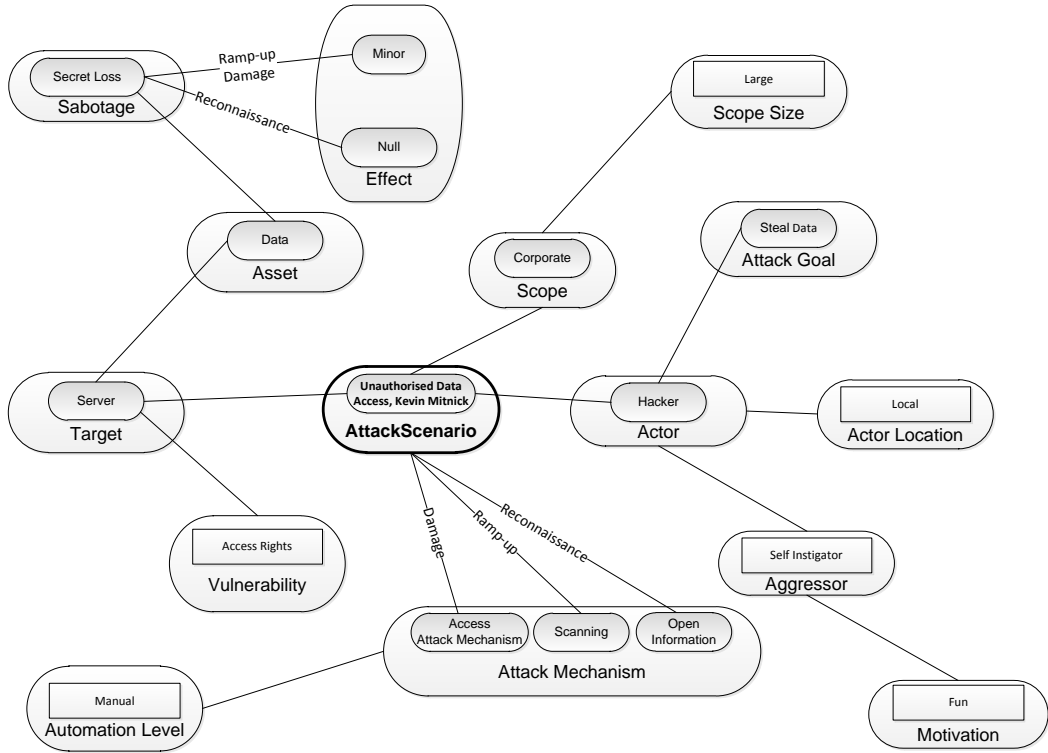 Secret Loss
Sabotage
Ramp-up
Damage
Reconnaissance
Minor
Null
Effect
Large
Scope Size
Data
Asset
Corporate
Scope
Steal Data
Attack Goal
Server
Target
Unauthorised Data
Access, Kevin Mitnick
AttackScenario
Hacker
Actor
Local
Actor Location
Damage
Ramp-up
Reconnaissance
Access Rights
Vulnerability
Self Instigator
Aggressor
Access
Attack Mechanism
Scanning
Open
Information
Attack Mechanism
Manual
Automation Level
Fun
Motivation